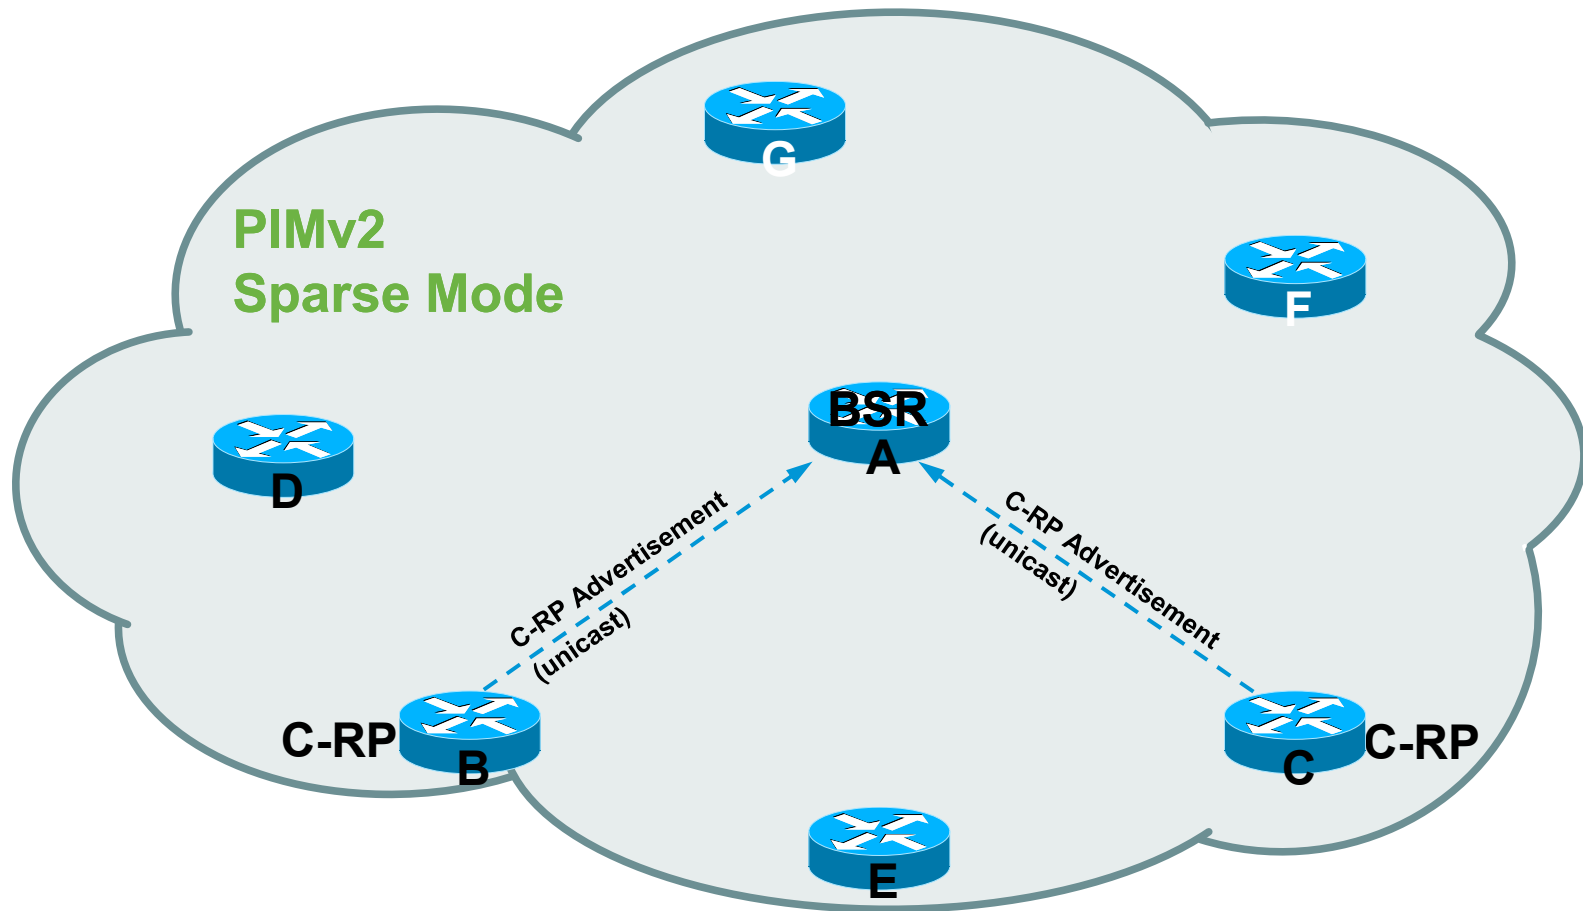 G
PIMv2
Sparse Mode
F
BSR
A
D
C-RP Advertisement
(unicast)
C-RP Advertisement
(unicast)
C-RP
B
C
C-RP
E